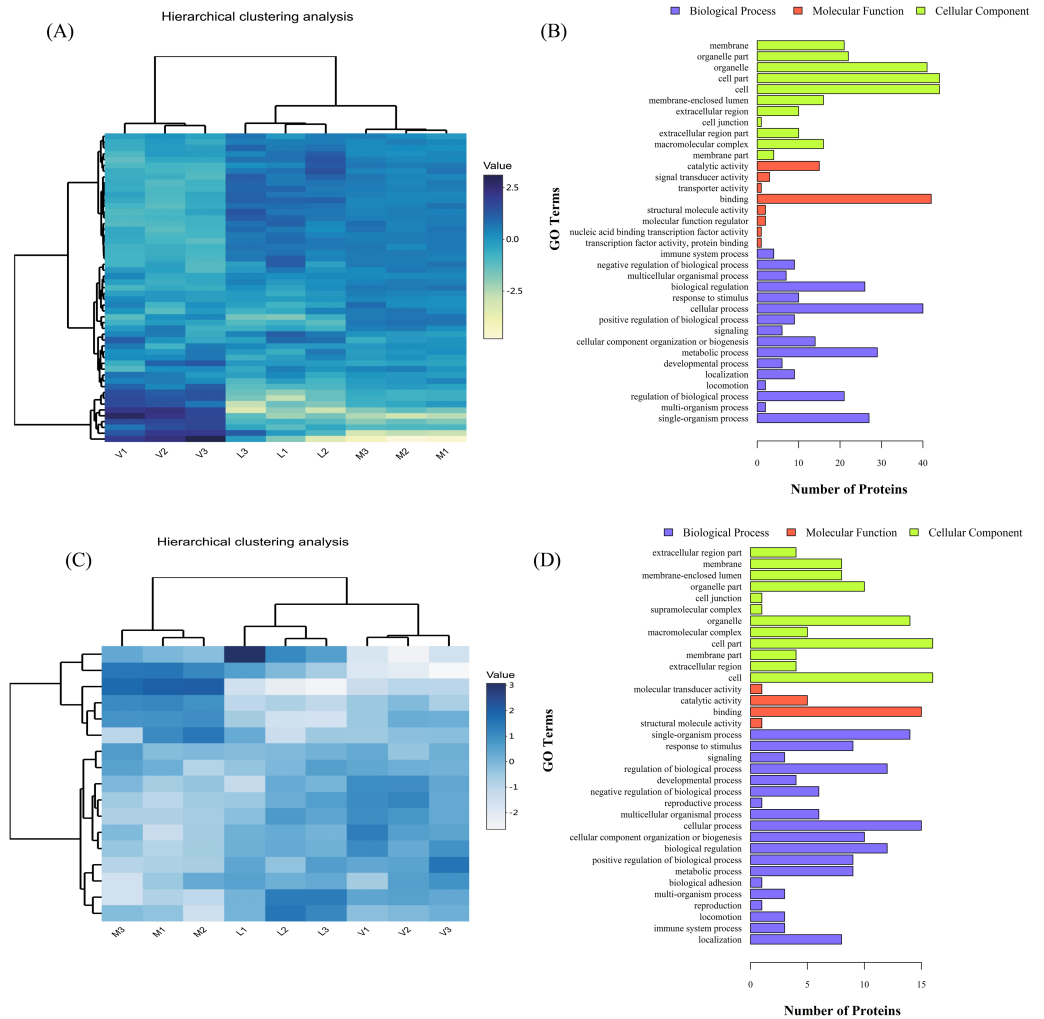 Hierarchical clustering analysis
(A)
Value
2.5
0.0
-2.5
V1 V2 V3 L3 L1 L2 M3 M2 M1
Biological Process Molecular Function Cellular Component
(B)
GO Terms
membrane
organelle part
organelle
cell part
cell
membrane-enclosed lumen
extracellular region
cell junction
extracellular region part
macromolecular complex
membrane part
catalytic activity
signal transducer activity
transporter activity
binding
structural molecule activity
molecular function regulator
nucleic acid binding transcription factor activity
transcription factor activity, protein binding
immune system process
negative regulation of biological process
multicellular organismal process
biological regulation
response to stimulus
cellular process
positive regulation of biological process
signaling
cellular component organization or biogenesis
metabolic process
developmental process
localization
locomotion
regulation of biological process
multi-organism process
single-organism process
0 10 20 30 40
Number of Proteins
Hierarchical clustering analysis
(C)
Value
3
2
1
0
-1
-2
M3 M1 M2 L1 L2 L3 V1 V2 V3
Biological Process Molecular Function Cellular Component
(D)
GO Terms
extracellular region part
membrane
membrane-enclosed lumen
organelle part
cell junction
supramolecular complex
organelle
macromolecular complex
cell part
membrane part
extracellular region
cell
molecular transducer activity
catalytic activity
binding
structural molecule activity
single-organism process
response to stimulus
signaling
regulation of biological process
developmental process
negative regulation of biological process
reproductive process
multicellular organismal process
cellular process
cellular component organization or biogenesis
biological regulation
positive regulation of biological process
metabolic process
biological adhesion
multi-organism process
reproduction
locomotion
immune system process
localization
0 5 10 15
Number of Proteins